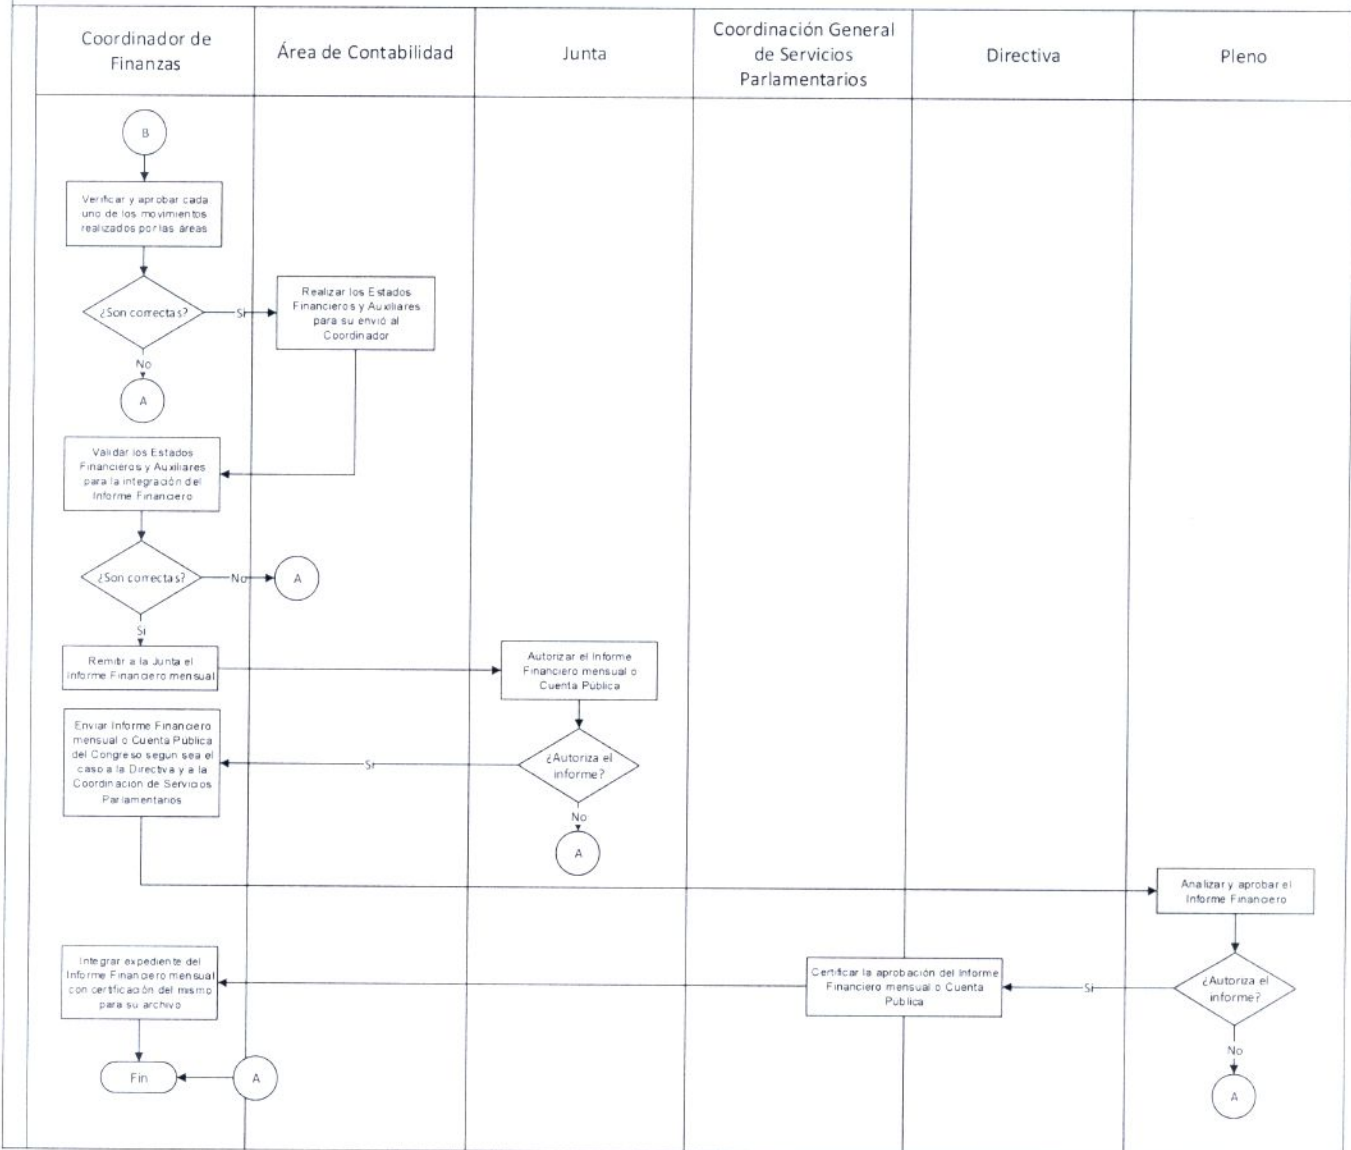 Coordinador de
Finanzas
Área de Contabilidad
Junta
Coordinación General
de Servicios
Parlamentarios
Directiva
Pleno
B
Verificar y aprobar cada
uno de los movimientos
realizados por las áreas
¿Son correctas?
Si
Realizar los Estados
Financieros y Auxiliares
para su envió al
Coordinador
No
A
Validar los Estados
Financieros y Auxiliares
para la integración del
Informe Financiero
¿Son correctas?
No
A
Si
Remitir a la Junta el
Informe Financiero mensual
Autorizar el Informe
Financiero mensual o
Cuenta Pública
Enviar Informe Financiero
mensual o Cuenta Pública
del Congreso según sea el
caso a la Directiva y a la
Coordinación de Servicios
Parlamentarios
Si
¿Autoriza el
informe?
No
A
Analizar y aprobar el
Informe Financiero
Integrar expediente del
Informe Financiero mensual
con certificación del mismo
para su archivo
Certificar la aprobación del Informe
Financiero mensual o Cuenta
Publica
Si
¿Autoriza el
informe?
No
A
Fin
A